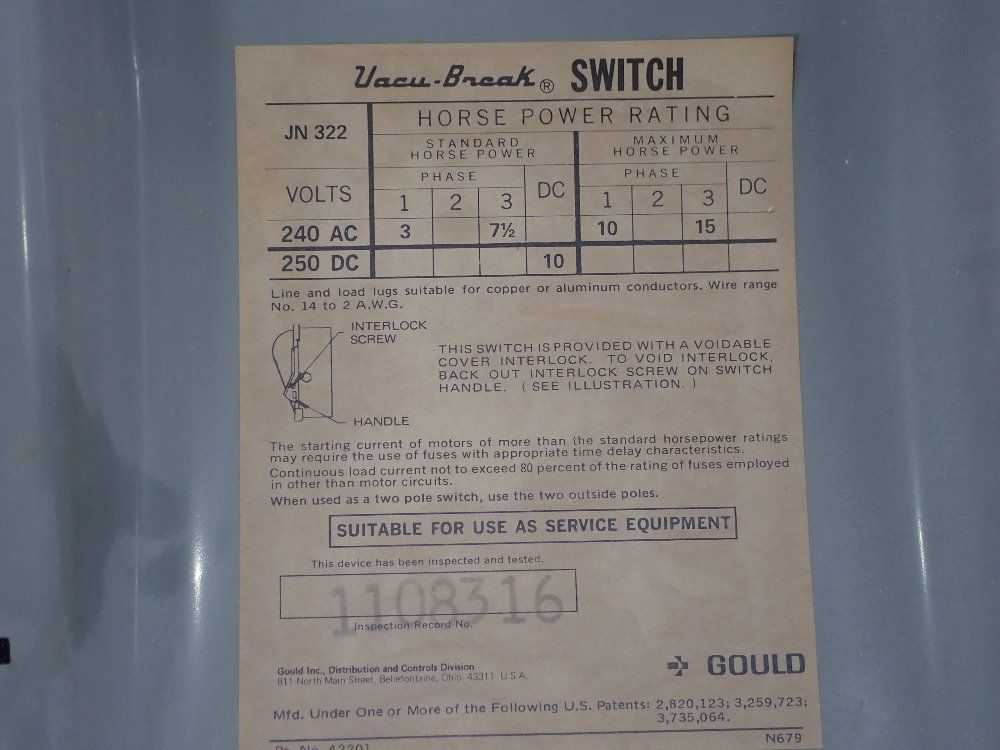 Vacu-Break® SWITCH
JN 322
HORSE POWER RATING
STANDARD HORSE POWER
MAXIMUM HORSE POWER
VOLTS
PHASE
DC
PHASE
DC
1 2 3
1 2 3
240 AC 3 7½ 10 15
250 DC 10
Line and load lugs suitable for copper or aluminum conductors. Wire range
No. 14 to 2 A.W.G.
INTERLOCK
SCREW
THIS SWITCH IS PROVIDED WITH A VOIDABLE
COVER INTERLOCK. TO VOID INTERLOCK,
BACK OUT INTERLOCK SCREW ON SWITCH
HANDLE. ( SEE ILLUSTRATION. )
HANDLE
The starting current of motors of more than the standard horsepower ratings
may require the use of fuses with appropriate time delay characteristics.
Continuous load current not to exceed 80 percent of the rating of fuses employed
in other than motor circuits.
When used as a two pole switch, use the two outside poles.
SUITABLE FOR USE AS SERVICE EQUIPMENT
This device has been inspected and tested.
1108316
Inspection Record No.
Gould Inc., Distribution and Controls Division
811 North Main Street, Bellefontaine, Ohio 43311 U.S.A.
GOULD
Mfd. Under One or More of the Following U.S. Patents: 2,820,123; 3,259,723;
3,735,064.
N679